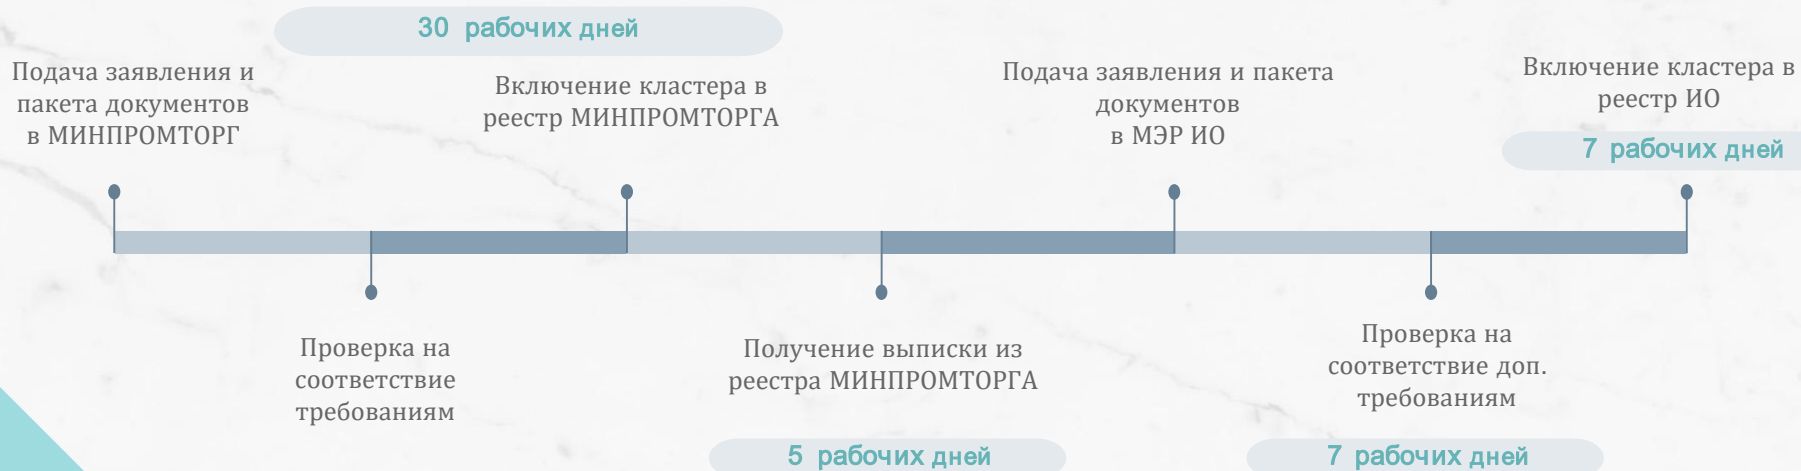 30 рабочих дней
Подача заявления и
пакета документов
в МИНПРОМТОРГ
Включение кластера в
реестр МИНПРОМТОРГА
Подача заявления и пакета
документов
в МЭР ИО
Включение кластера в
реестр ИО
7 рабочих дней
Проверка на
соответствие
требованиям
Получение выписки из
реестра МИНПРОМТОРГА
5 рабочих дней
Проверка на
соответствие доп.
требованиям
7 рабочих дней